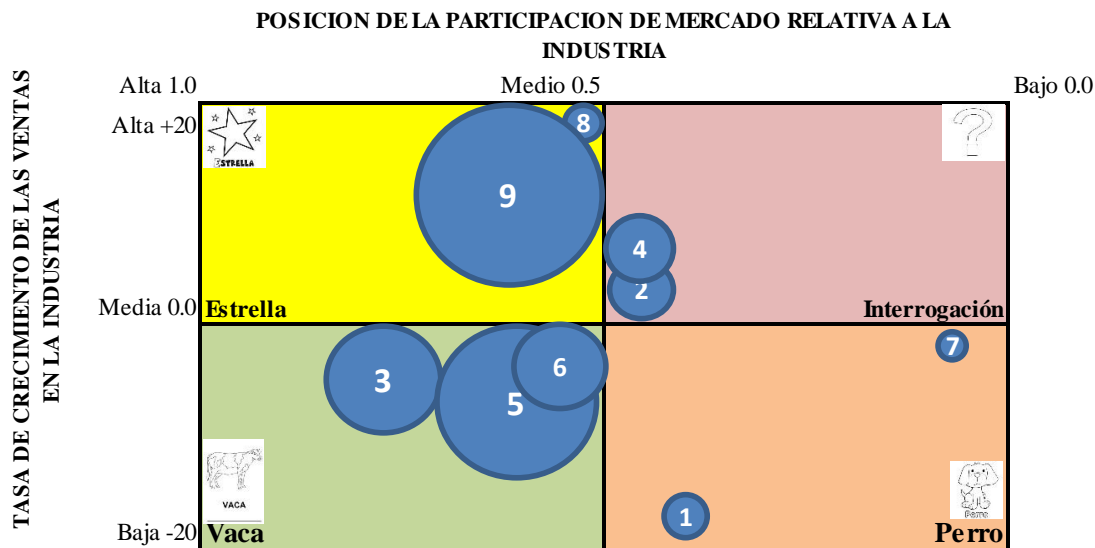 POSICION DE LA PARTICIPACION DE MERCADO RELATIVA A LA
INDUSTRIA
TASA DE CRECIMIENTO DE LAS VENTAS
EN LA INDUSTRIA
Alta 1.0
Medio 0.5
Bajo 0.0
Alta +20
ESTRELLA
?
8
9
4
2
Media 0.0
Estrella
Interrogación
7
3
5
6
VACA
Perro
1
Baja -20
Vaca
Perro